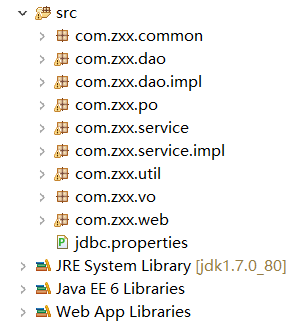 src
com.zxx.common
com.zxx.dao
com.zxx.dao.impl
com.zxx.po
com.zxx.service
com.zxx.service.impl
com.zxx.util
com.zxx.vo
com.zxx.web
jdbc.properties
JRE System Library [jdk1.7.0_80]
Java EE 6 Libraries
Web App Libraries